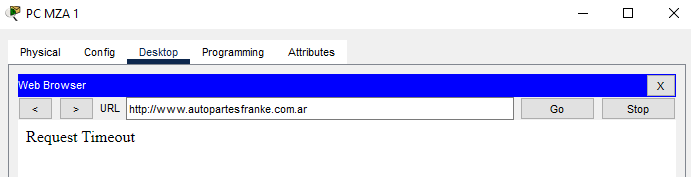 PC MZA 1
Physical Config Desktop Programming Attributes
Web Browser X
< > URL http://www.autopartesfranke.com.ar Go Stop
Request Timeout